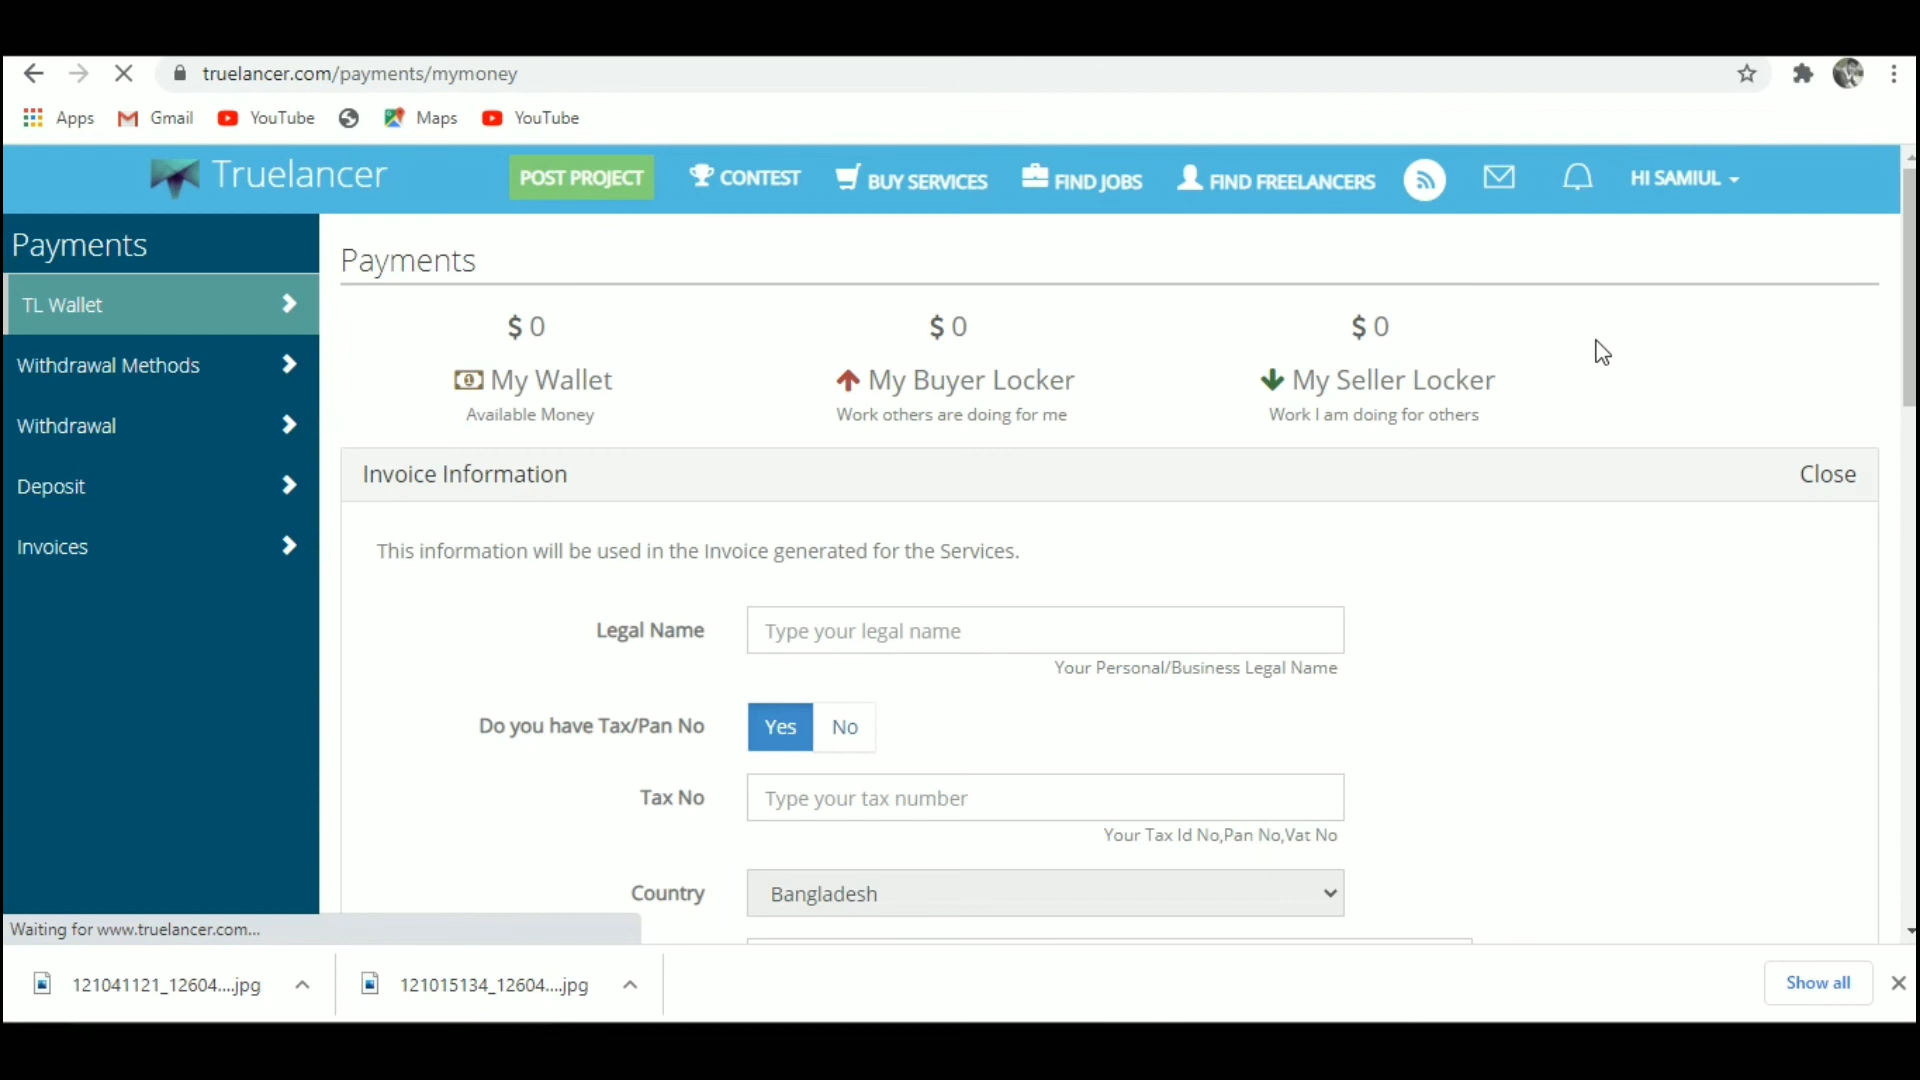 truelancer.com/payments/mymoney
Apps Gmail YouTube Maps YouTube
Truelancer POST PROJECT CONTEST BUY SERVICES FIND JOBS FIND FREELANCERS HI SAMIUL
Payments
TL Wallet
Withdrawal Methods
Withdrawal
Deposit
Invoices
Payments
$ 0 $ 0 $ 0
My Wallet My Buyer Locker My Seller Locker
Available Money Work others are doing for me Work I am doing for others
Invoice Information Close
This information will be used in the Invoice generated for the Services.
Legal Name Type your legal name
Your Personal/Business Legal Name
Do you have Tax/Pan No Yes No
Tax No Type your tax number
Your Tax Id No,Pan No,Vat No
Country Bangladesh
Waiting for www.truelancer.com...
121041121_12604....jpg 121015134_12604....jpg Show all